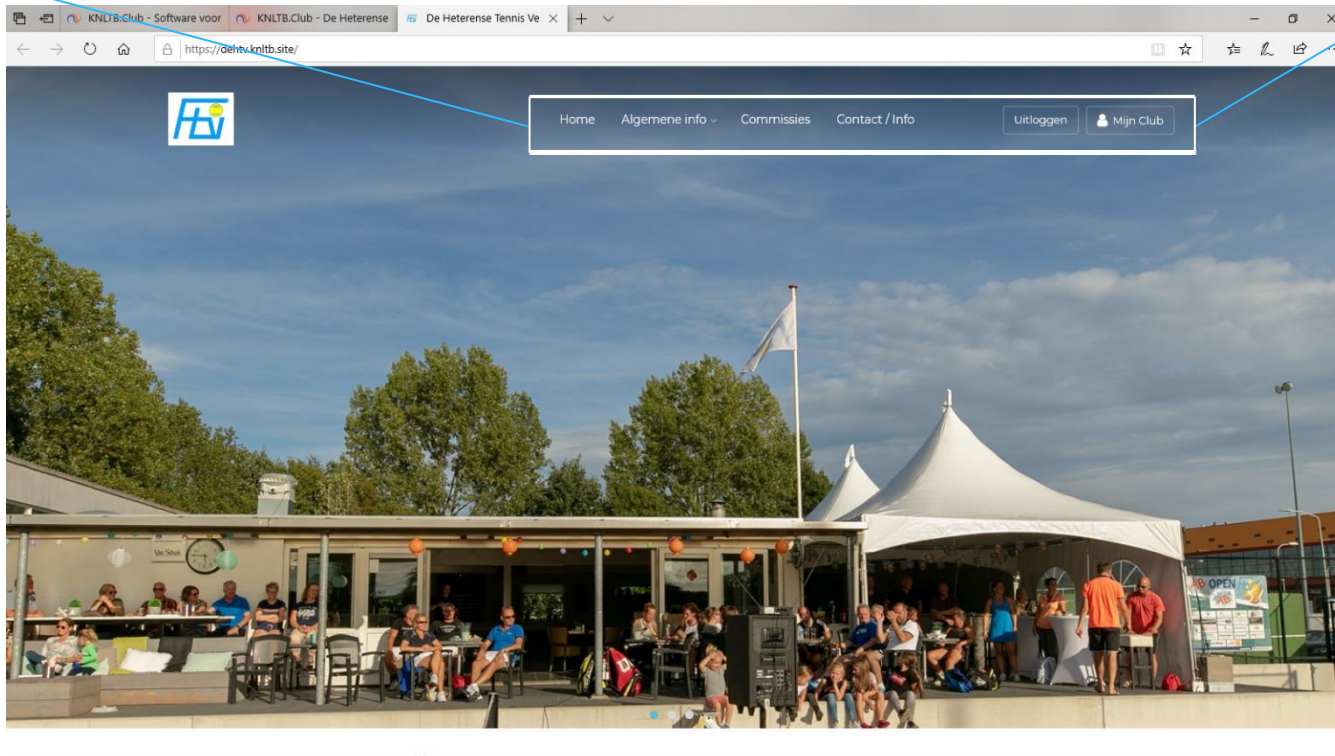 KNLTB.Club - Software voor KNLTB.Club - De Heterense De Heterense Tennis Ve
https://dehtv.knltb.site/
Home Algemene info Commissies Contact / Info Uitloggen Mijn Club
OPEN